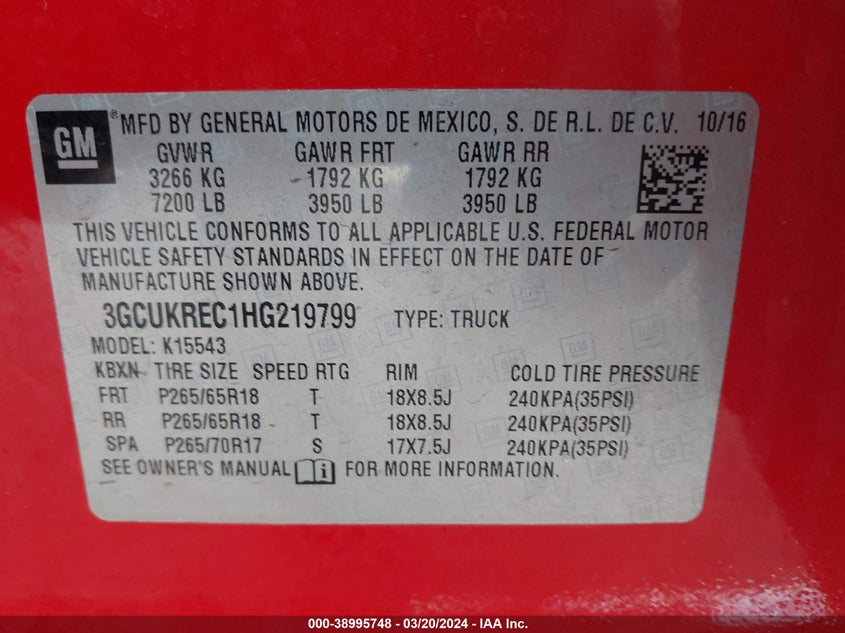 GM ® MFD BY GENERAL MOTORS DE MEXICO, S. DE R.L. DE C.V. 10/16
GVWR GAWR FRT GAWR RR
3266 KG 1792 KG 1792 KG
7200 LB 3950 LB 3950 LB
THIS VEHICLE CONFORMS TO ALL APPLICABLE U.S. FEDERAL MOTOR
VEHICLE SAFETY STANDARDS IN EFFECT ON THE DATE OF
MANUFACTURE SHOWN ABOVE.
3GCUKREC1HG219799 TYPE: TRUCK
MODEL: K15543
KBXN TIRE SIZE SPEED RTG RIM COLD TIRE PRESSURE
FRT P265/65R18 T 18X8.5J 240KPA(35PSI)
RR P265/65R18 T 18X8.5J 240KPA(35PSI)
SPA P265/70R17 S 17X7.5J 240KPA(35PSI)
SEE OWNER'S MANUAL i FOR MORE INFORMATION.
000-38995748 - 03/20/2024 - IAA Inc.